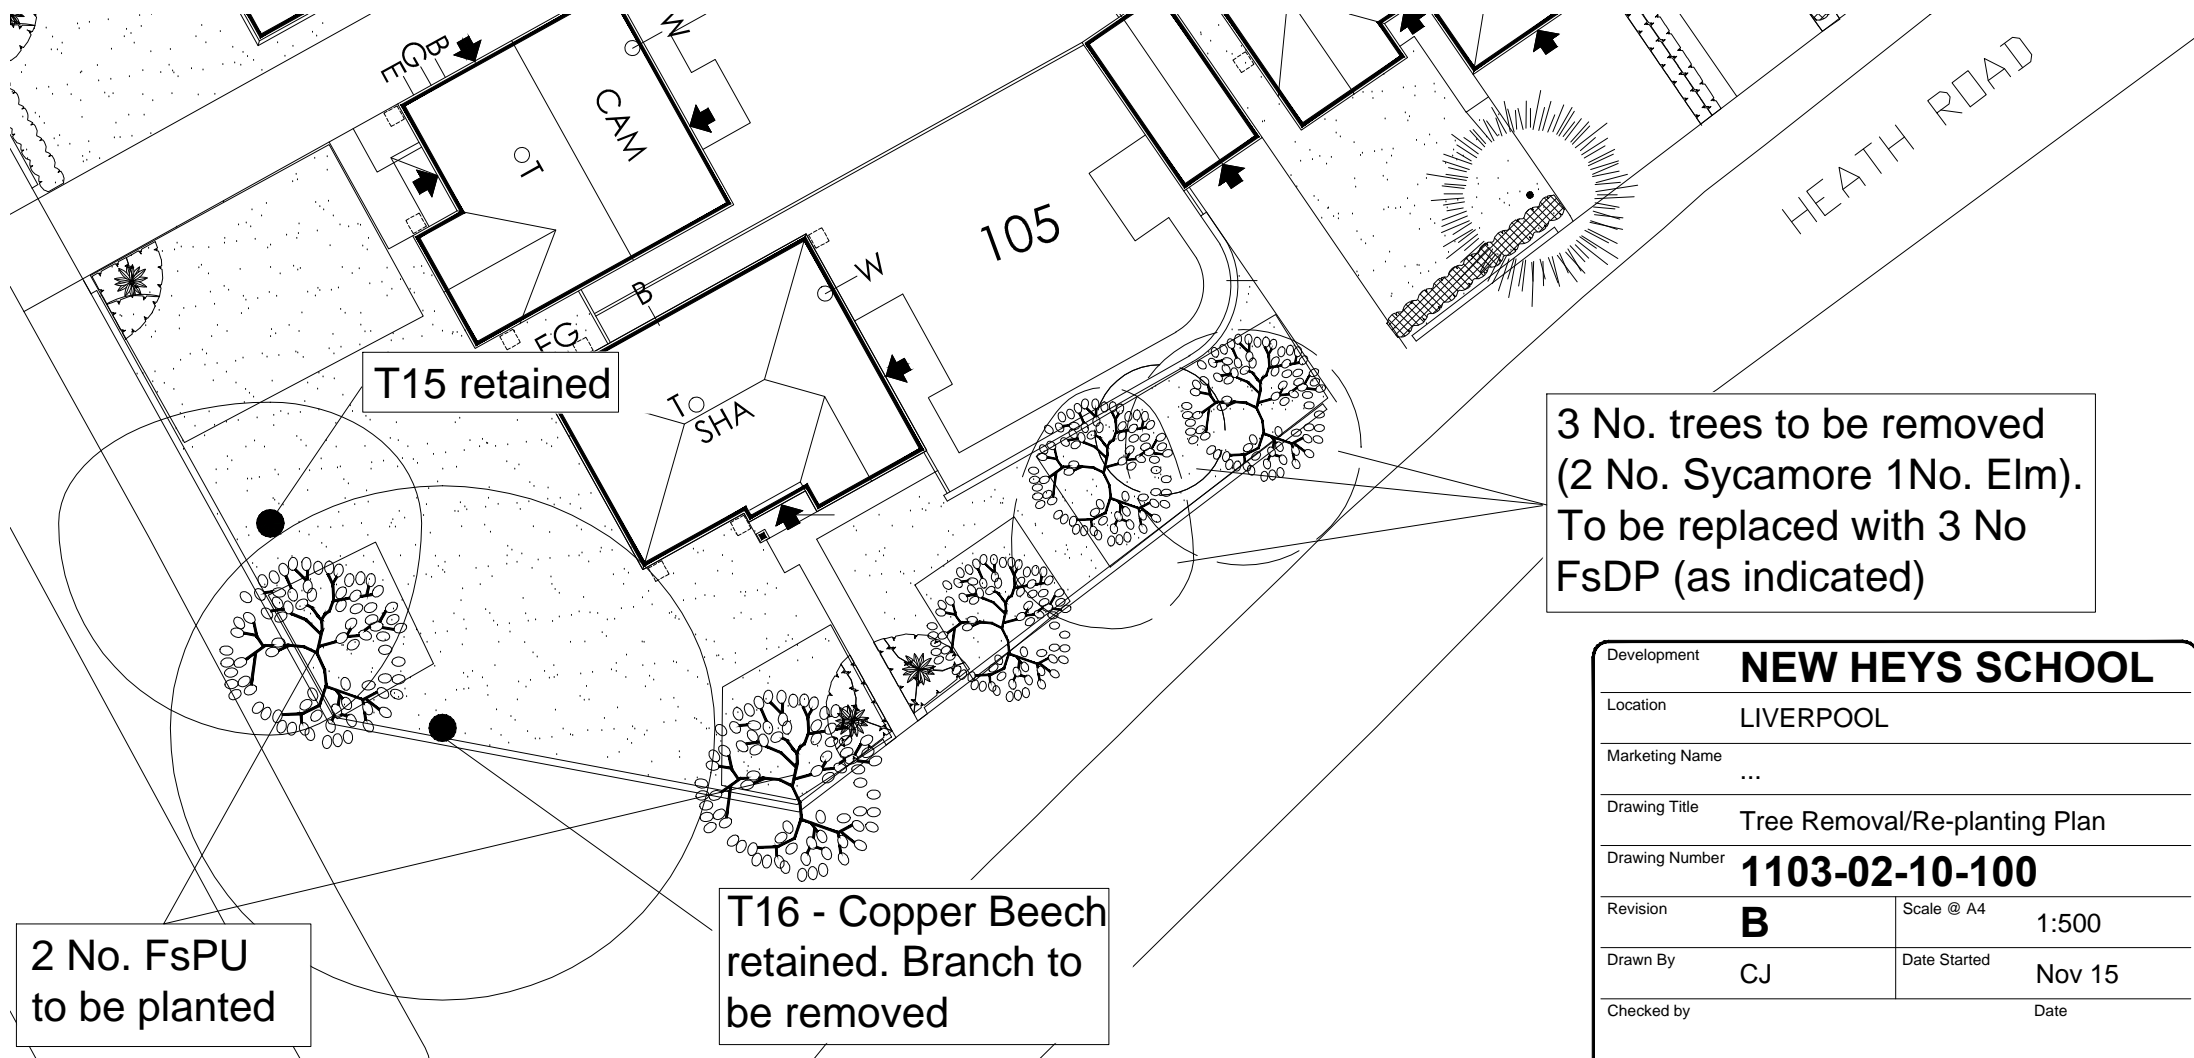 B
G
E
W
CAM
T
HEATH ROAD
105
B
W
FG
T15 retained
T
SHA
3 No. trees to be removed
(2 No. Sycamore 1No. Elm).
To be replaced with 3 No
FsDP (as indicated)
2 No. FsPU
to be planted
T16 - Copper Beech
retained. Branch to
be removed
Development NEW HEYS SCHOOL
Location LIVERPOOL
Marketing Name ...
Drawing Title Tree Removal/Re-planting Plan
Drawing Number 1103-02-10-100
Revision B Scale @ A4 1:500
Drawn By CJ Date Started Nov 15
Checked by Date